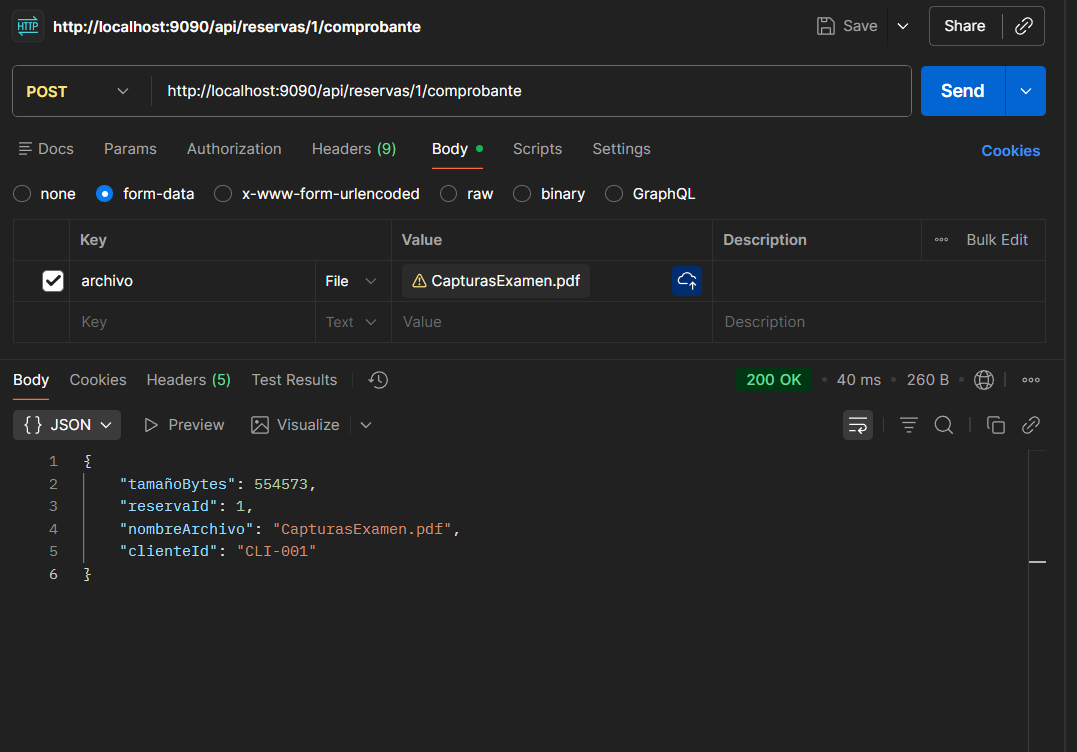 HTTP http://localhost:9090/api/reservas/1/comprobante Save Share
POST http://localhost:9090/api/reservas/1/comprobante Send
Docs Params Authorization Headers (9) Body Scripts Settings Cookies
none form-data x-www-form-urlencoded raw binary GraphQL
Key Value Description Bulk Edit
archivo File CapturasExamen.pdf
Key Text Value Description
Body Cookies Headers (5) Test Results 200 OK 40 ms 260 B
{} JSON Preview Visualize
1 {
2 "tamañoBytes": 554573,
3 "reservaId": 1,
4 "nombreArchivo": "CapturasExamen.pdf",
5 "clienteId": "CLI-001"
6 }